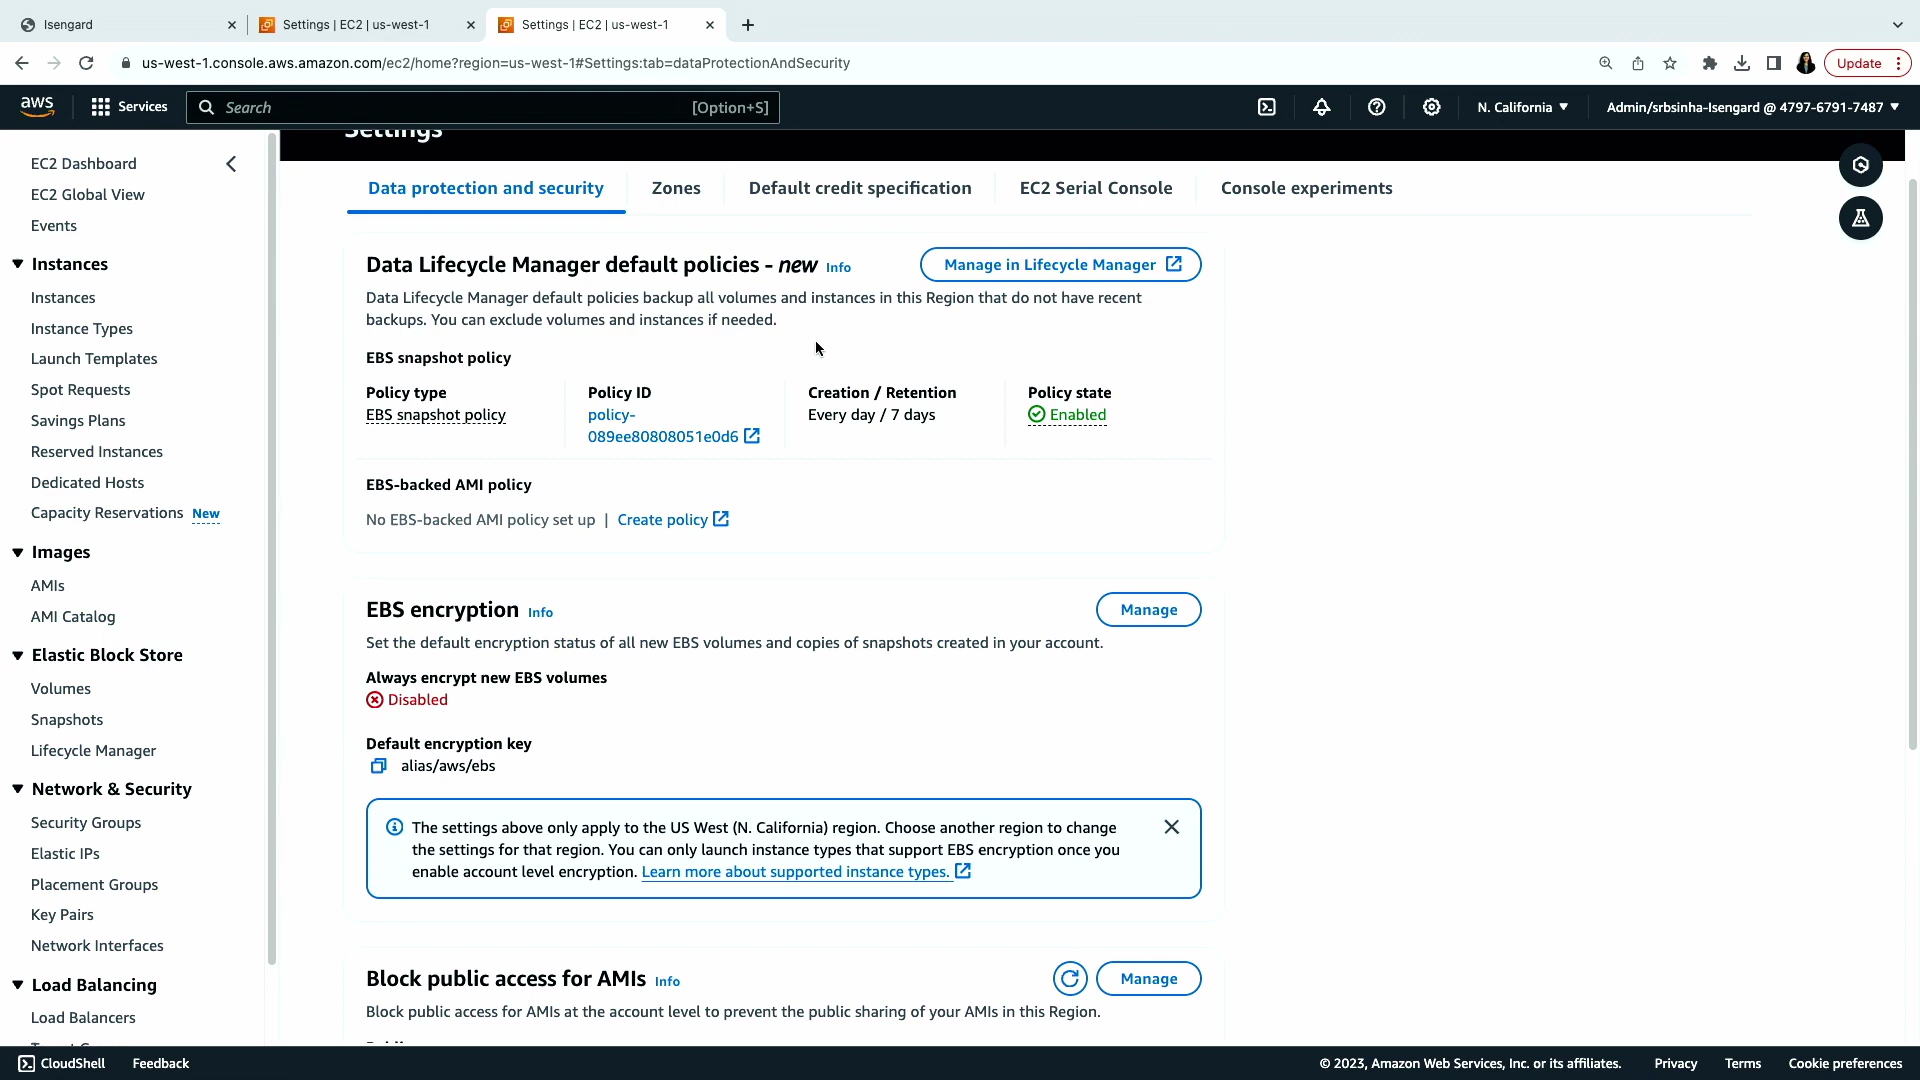 Isengard
Settings | EC2 | us-west-1
Settings | EC2 | us-west-1
us-west-1.console.aws.amazon.com/ec2/home?region=us-west-1#Settings:tab=dataProtectionAndSecurity
Update
aws
Services
Search
[Option+S]
N. California
Admin/srbsinha-Isengard @ 4797-6791-7487
EC2 Dashboard
EC2 Global View
Events
Instances
Instances
Instance Types
Launch Templates
Spot Requests
Savings Plans
Reserved Instances
Dedicated Hosts
Capacity Reservations New
Images
AMIs
AMI Catalog
Elastic Block Store
Volumes
Snapshots
Lifecycle Manager
Network & Security
Security Groups
Elastic IPs
Placement Groups
Key Pairs
Network Interfaces
Load Balancing
Load Balancers
Settings
Data protection and security
Zones
Default credit specification
EC2 Serial Console
Console experiments
Data Lifecycle Manager default policies - new Info
Manage in Lifecycle Manager
Data Lifecycle Manager default policies backup all volumes and instances in this Region that do not have recent
backups. You can exclude volumes and instances if needed.
EBS snapshot policy
Policy type
EBS snapshot policy
Policy ID
policy-
089ee80808051e0d6
Creation / Retention
Every day / 7 days
Policy state
Enabled
EBS-backed AMI policy
No EBS-backed AMI policy set up | Create policy
EBS encryption Info
Manage
Set the default encryption status of all new EBS volumes and copies of snapshots created in your account.
Always encrypt new EBS volumes
Disabled
Default encryption key
alias/aws/ebs
The settings above only apply to the US West (N. California) region. Choose another region to change
the settings for that region. You can only launch instance types that support EBS encryption once you
enable account level encryption. Learn more about supported instance types.
Block public access for AMIs Info
Manage
Block public access for AMIs at the account level to prevent the public sharing of your AMIs in this Region.
CloudShell
Feedback
© 2023, Amazon Web Services, Inc. or its affiliates.
Privacy
Terms
Cookie preferences